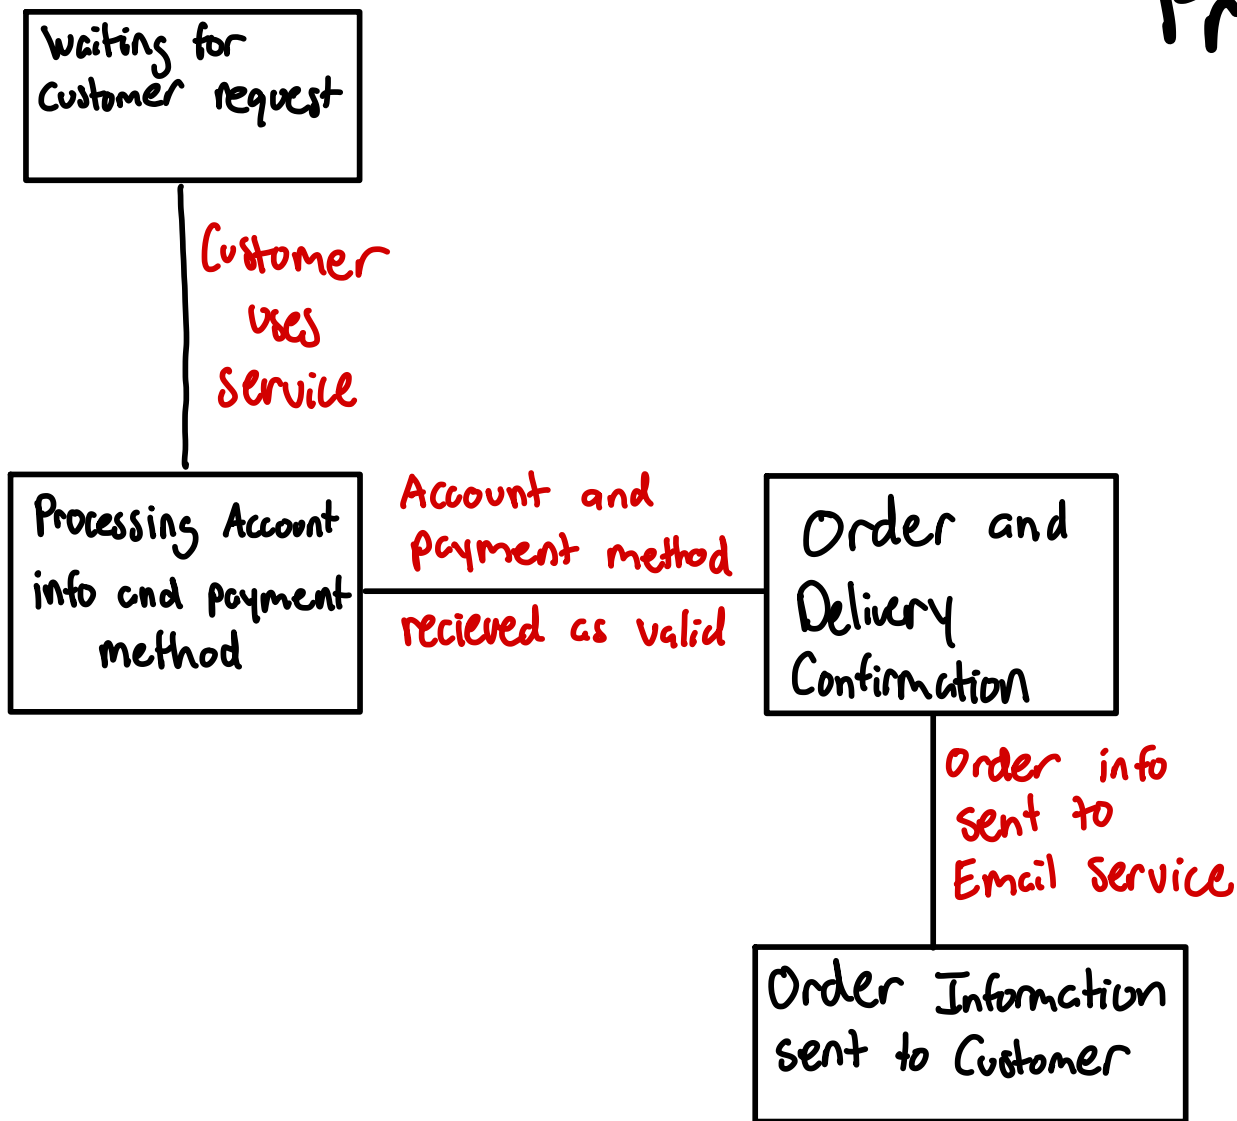 Pr
Waiting for
customer request
Customer
uses
service
Processing Account
info and payment
method
Account and
payment method
recieved as valid
Order and
Delivery
Confirmation
Order info
sent to
Email Service
Order Information
sent to Customer